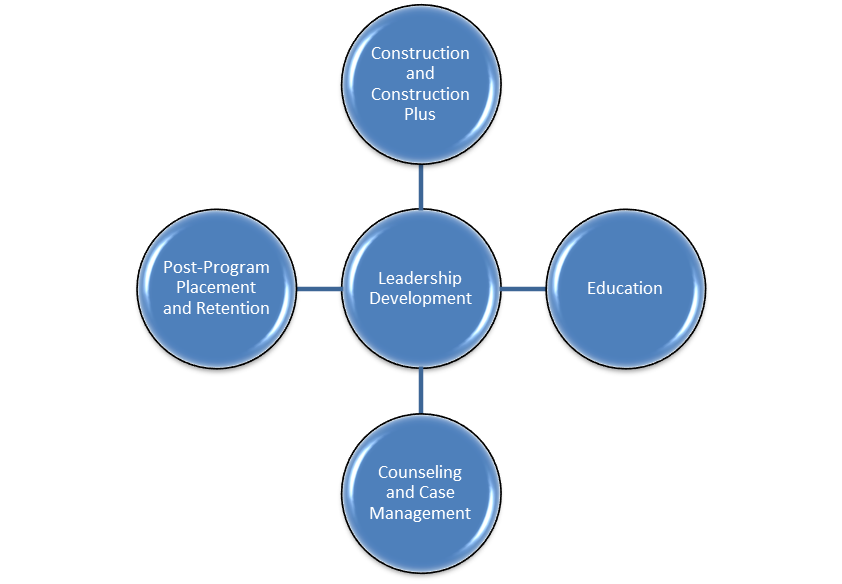 Construction
and
Construction
Plus
Post-Program
Placement
and Retention
Leadership
Development
Education
Counseling
and Case
Management